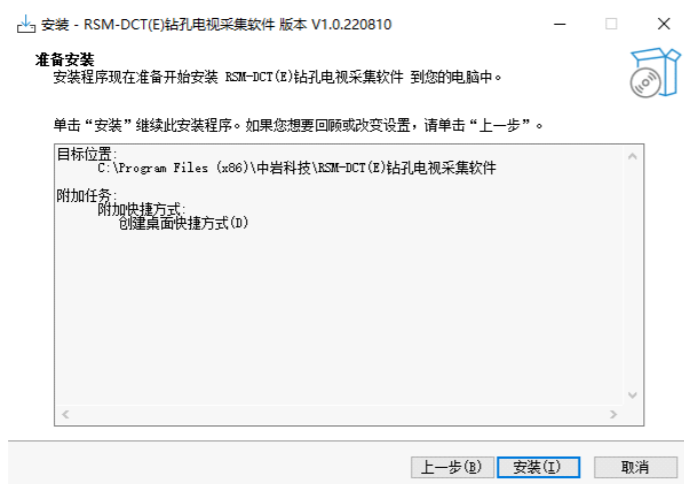 安装 - RSM-DCT(E)钻孔电视采集软件 版本 V1.0.220810
准备安装
安装程序现在准备开始安装 RSM-DCT(E)钻孔电视采集软件 到您的电脑中。
单击“安装”继续此安装程序。如果您想要回顾或改变设置，请单击“上一步”。
目标位置:
C:\Program Files (x86)\中岩科技\RSM-DCT(E)钻孔电视采集软件
附加任务:
附加快捷方式:
创建桌面快捷方式(D)
上一步(B) 安装(I) 取消